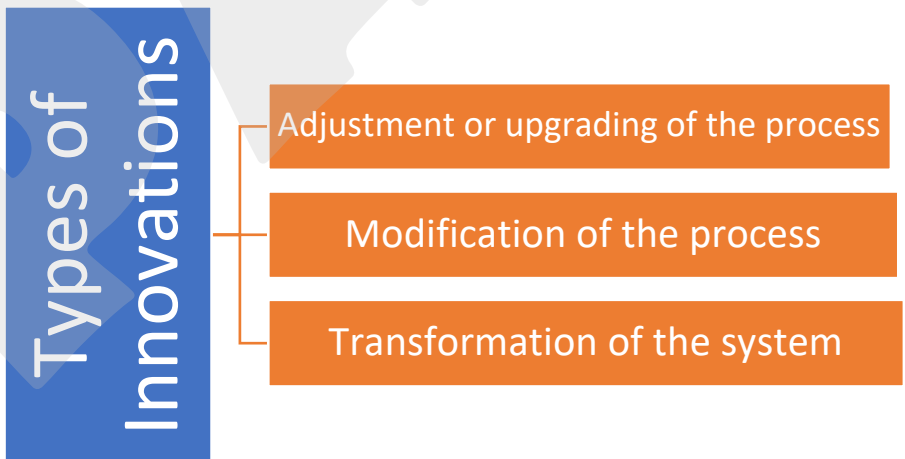 Types of
Innovations
Adjustment or upgrading of the process
Modification of the process
Transformation of the system